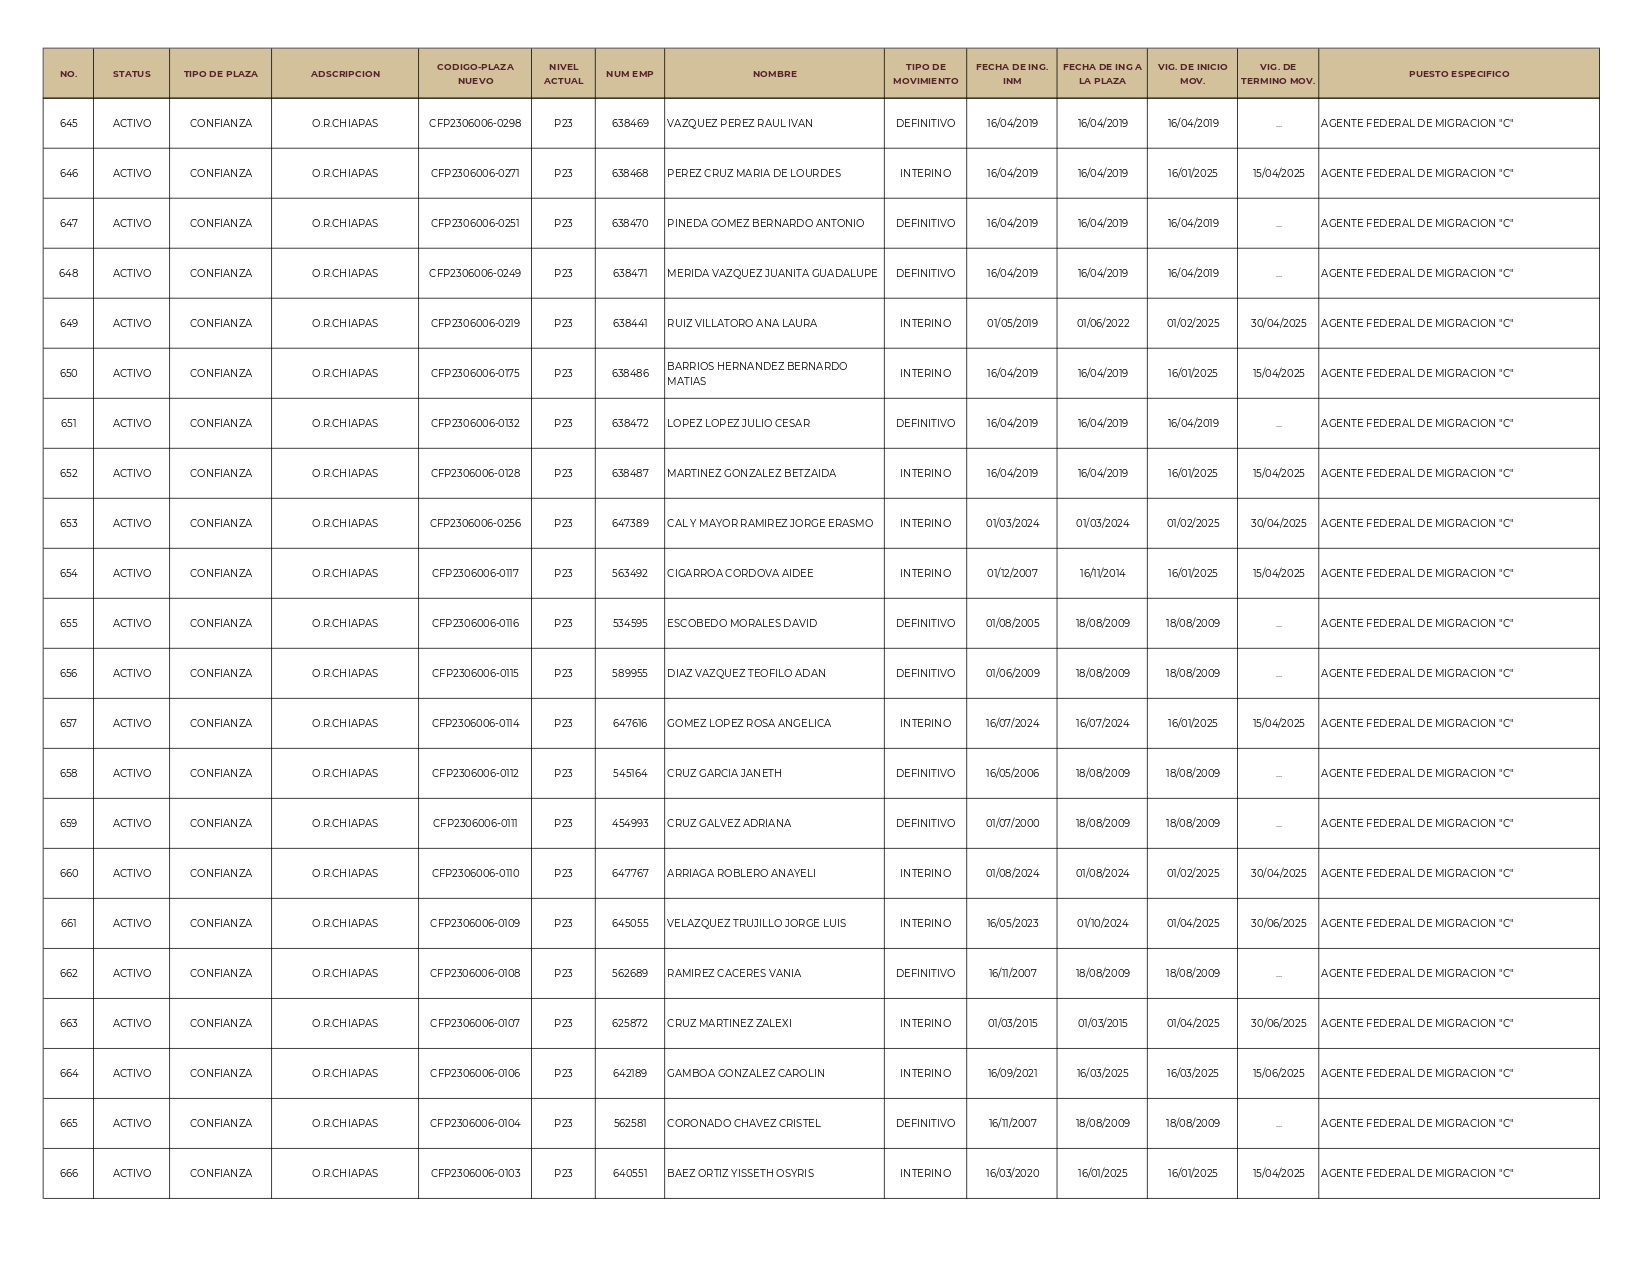 NO. STATUS TIPO DE PLAZA ADSCRIPCION CODIGO-PLAZA NUEVO NIVEL ACTUAL NUM EMP NOMBRE TIPO DE MOVIMIENTO FECHA DE ING. INM FECHA DE ING A LA PLAZA VIG. DE INICIO MOV. VIG. DE TERMINO MOV. PUESTO ESPECIFICO
645 ACTIVO CONFIANZA O.R.CHIAPAS CFP2306006-0298 P23 638469 VAZQUEZ PEREZ RAUL IVAN DEFINITIVO 16/04/2019 16/04/2019 16/04/2019 ... AGENTE FEDERAL DE MIGRACION "C"
646 ACTIVO CONFIANZA O.R.CHIAPAS CFP2306006-0271 P23 638468 PEREZ CRUZ MARIA DE LOURDES INTERINO 16/04/2019 16/04/2019 16/01/2025 15/04/2025 AGENTE FEDERAL DE MIGRACION "C"
647 ACTIVO CONFIANZA O.R.CHIAPAS CFP2306006-0251 P23 638470 PINEDA GOMEZ BERNARDO ANTONIO DEFINITIVO 16/04/2019 16/04/2019 16/04/2019 ... AGENTE FEDERAL DE MIGRACION "C"
648 ACTIVO CONFIANZA O.R.CHIAPAS CFP2306006-0249 P23 638471 MERIDA VAZQUEZ JUANITA GUADALUPE DEFINITIVO 16/04/2019 16/04/2019 16/04/2019 ... AGENTE FEDERAL DE MIGRACION "C"
649 ACTIVO CONFIANZA O.R.CHIAPAS CFP2306006-0219 P23 638441 RUIZ VILLATORO ANA LAURA INTERINO 01/05/2019 01/06/2022 01/02/2025 30/04/2025 AGENTE FEDERAL DE MIGRACION "C"
650 ACTIVO CONFIANZA O.R.CHIAPAS CFP2306006-0175 P23 638486 BARRIOS HERNANDEZ BERNARDO MATIAS INTERINO 16/04/2019 16/04/2019 16/01/2025 15/04/2025 AGENTE FEDERAL DE MIGRACION "C"
651 ACTIVO CONFIANZA O.R.CHIAPAS CFP2306006-0132 P23 638472 LOPEZ LOPEZ JULIO CESAR DEFINITIVO 16/04/2019 16/04/2019 16/04/2019 ... AGENTE FEDERAL DE MIGRACION "C"
652 ACTIVO CONFIANZA O.R.CHIAPAS CFP2306006-0128 P23 638487 MARTINEZ GONZALEZ BETZAIDA INTERINO 16/04/2019 16/04/2019 16/01/2025 15/04/2025 AGENTE FEDERAL DE MIGRACION "C"
653 ACTIVO CONFIANZA O.R.CHIAPAS CFP2306006-0256 P23 647389 CAL Y MAYOR RAMIREZ JORGE ERASMO INTERINO 01/03/2024 01/03/2024 01/02/2025 30/04/2025 AGENTE FEDERAL DE MIGRACION "C"
654 ACTIVO CONFIANZA O.R.CHIAPAS CFP2306006-0117 P23 563492 CIGARROA CORDOVA AIDEE INTERINO 01/12/2007 16/11/2014 16/01/2025 15/04/2025 AGENTE FEDERAL DE MIGRACION "C"
655 ACTIVO CONFIANZA O.R.CHIAPAS CFP2306006-0116 P23 534595 ESCOBEDO MORALES DAVID DEFINITIVO 01/08/2005 18/08/2009 18/08/2009 ... AGENTE FEDERAL DE MIGRACION "C"
656 ACTIVO CONFIANZA O.R.CHIAPAS CFP2306006-0115 P23 589955 DIAZ VAZQUEZ TEOFILO ADAN DEFINITIVO 01/06/2009 18/08/2009 18/08/2009 ... AGENTE FEDERAL DE MIGRACION "C"
657 ACTIVO CONFIANZA O.R.CHIAPAS CFP2306006-0114 P23 647616 GOMEZ LOPEZ ROSA ANGELICA INTERINO 16/07/2024 16/07/2024 16/01/2025 15/04/2025 AGENTE FEDERAL DE MIGRACION "C"
658 ACTIVO CONFIANZA O.R.CHIAPAS CFP2306006-0112 P23 545164 CRUZ GARCIA JANETH DEFINITIVO 16/05/2006 18/08/2009 18/08/2009 ... AGENTE FEDERAL DE MIGRACION "C"
659 ACTIVO CONFIANZA O.R.CHIAPAS CFP2306006-0111 P23 454993 CRUZ GALVEZ ADRIANA DEFINITIVO 01/07/2000 18/08/2009 18/08/2009 ... AGENTE FEDERAL DE MIGRACION "C"
660 ACTIVO CONFIANZA O.R.CHIAPAS CFP2306006-0110 P23 647767 ARRIAGA ROBLERO ANAYELI INTERINO 01/08/2024 01/08/2024 01/02/2025 30/04/2025 AGENTE FEDERAL DE MIGRACION "C"
661 ACTIVO CONFIANZA O.R.CHIAPAS CFP2306006-0109 P23 645055 VELAZQUEZ TRUJILLO JORGE LUIS INTERINO 16/05/2023 01/10/2024 01/04/2025 30/06/2025 AGENTE FEDERAL DE MIGRACION "C"
662 ACTIVO CONFIANZA O.R.CHIAPAS CFP2306006-0108 P23 562689 RAMIREZ CACERES VANIA DEFINITIVO 16/11/2007 18/08/2009 18/08/2009 ... AGENTE FEDERAL DE MIGRACION "C"
663 ACTIVO CONFIANZA O.R.CHIAPAS CFP2306006-0107 P23 625872 CRUZ MARTINEZ ZALEXI INTERINO 01/03/2015 01/03/2015 01/04/2025 30/06/2025 AGENTE FEDERAL DE MIGRACION "C"
664 ACTIVO CONFIANZA O.R.CHIAPAS CFP2306006-0106 P23 642189 GAMBOA GONZALEZ CAROLIN INTERINO 16/09/2021 16/03/2025 16/03/2025 15/06/2025 AGENTE FEDERAL DE MIGRACION "C"
665 ACTIVO CONFIANZA O.R.CHIAPAS CFP2306006-0104 P23 562581 CORONADO CHAVEZ CRISTEL DEFINITIVO 16/11/2007 18/08/2009 18/08/2009 ... AGENTE FEDERAL DE MIGRACION "C"
666 ACTIVO CONFIANZA O.R.CHIAPAS CFP2306006-0103 P23 640551 BAEZ ORTIZ YISSETH OSYRIS INTERINO 16/03/2020 16/01/2025 16/01/2025 15/04/2025 AGENTE FEDERAL DE MIGRACION "C"